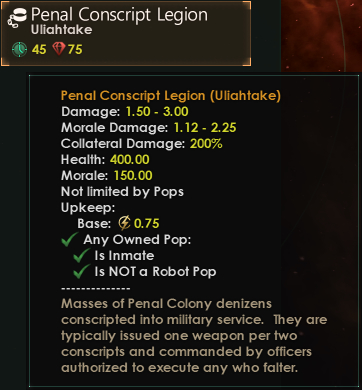 Penal Conscript Legion
Uliahtake
45 75
Penal Conscript Legion (Uliahtake)
Damage: 1.50 - 3.00
Morale Damage: 1.12 - 2.25
Collateral Damage: 200%
Health: 400.00
Morale: 150.00
Not limited by Pops
Upkeep:
Base: 0.75
Any Owned Pop:
Is Inmate
Is NOT a Robot Pop
--------------
Masses of Penal Colony denizens
conscripted into military service. They are
typically issued one weapon per two
conscripts and commanded by officers
authorized to execute any who falter.